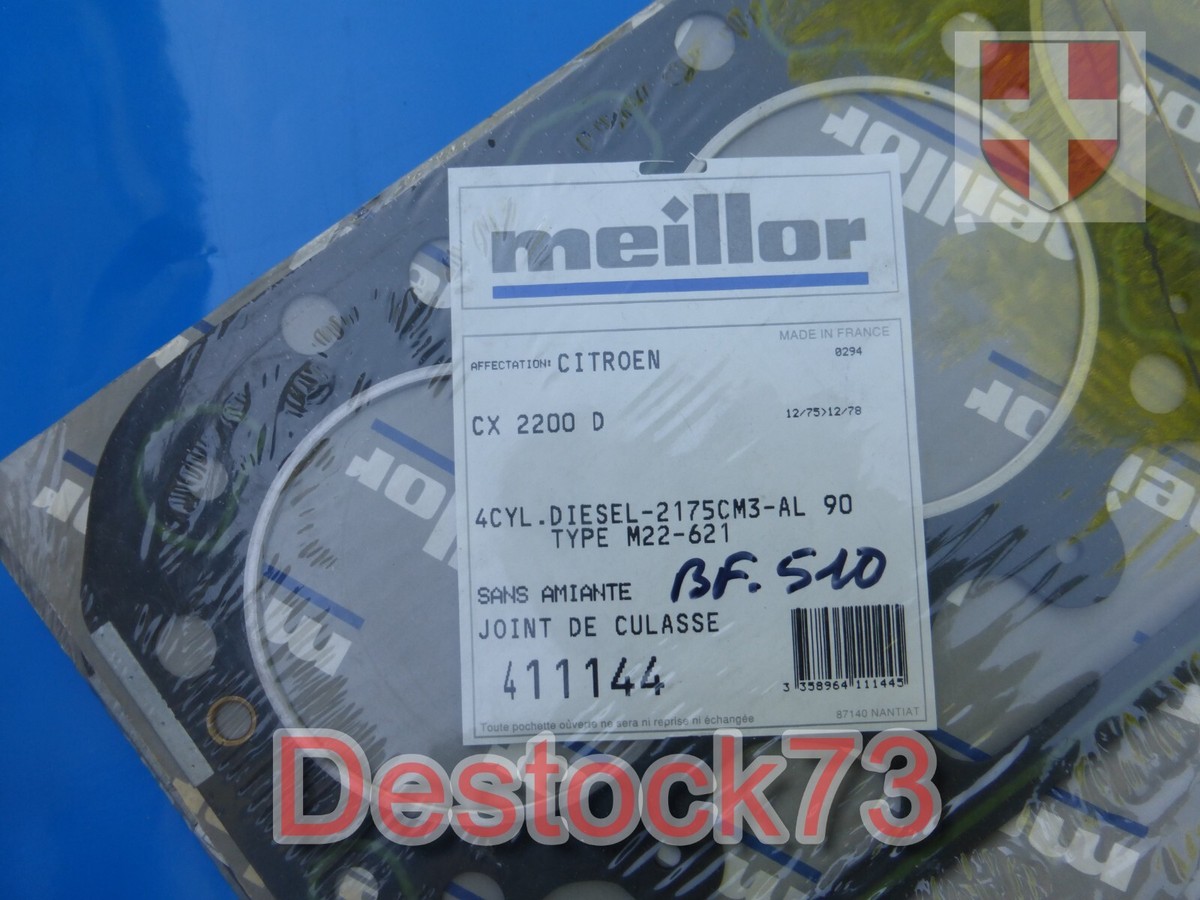 meillor
MADE IN FRANCE
AFFECTATION: CITROEN
0294
CX 2200 D
12/75>12/78
4CYL.DIESEL-2175CM3-AL 90
TYPE M22-621
BF. 510
SANS AMIANTE
JOINT DE CULASSE
411144
3 358964 111445
Toute pochette ouverte ne sera ni reprise ni échangée
87140 NANTIAT
Destock73